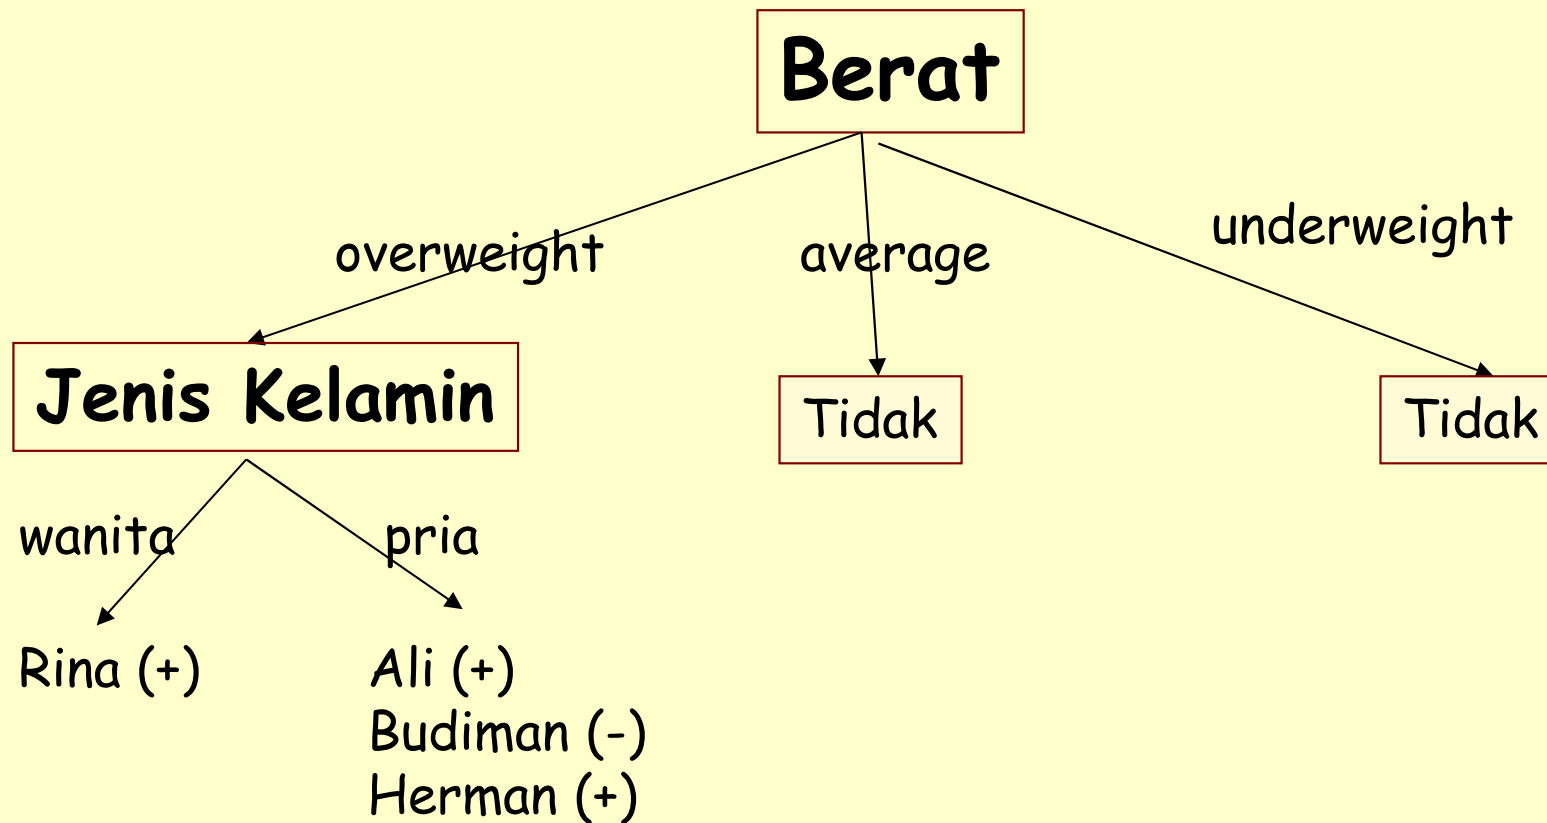 Berat
overweight
average
underweight
Jenis Kelamin
Tidak
Tidak
wanita
pria
Rina (+)
Ali (+)
Budiman (-)
Herman (+)